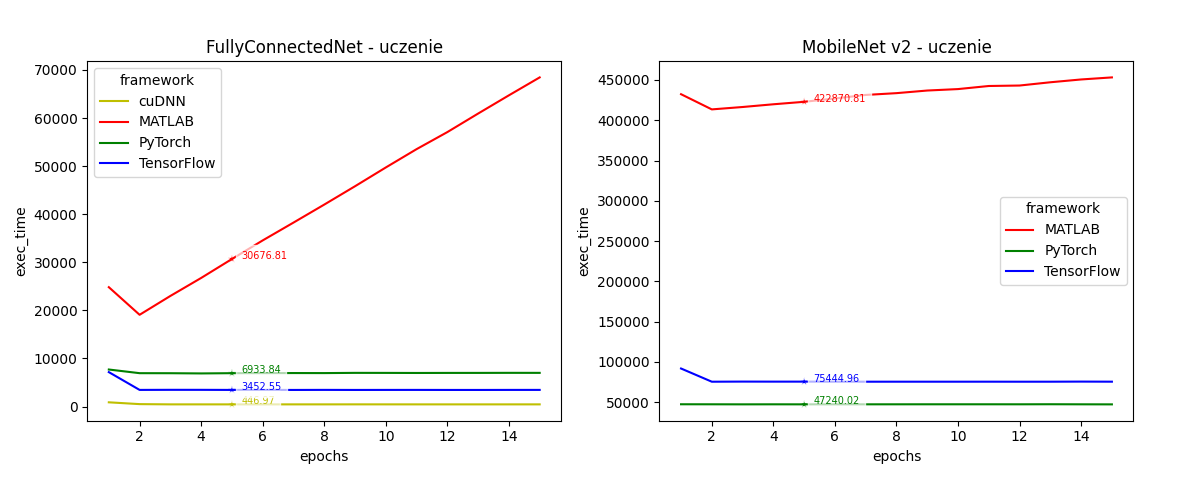 FullyConnectedNet - uczenie
exec_time
70000
60000
50000
40000
30000
20000
10000
0
framework
cuDNN
MATLAB
PyTorch
TensorFlow
30676.81
6933.84
3452.55
446.97
2 4 6 8 10 12 14
epochs
MobileNet v2 - uczenie
exec_time
450000
400000
350000
300000
250000
200000
150000
100000
50000
422870.81
framework
MATLAB
PyTorch
TensorFlow
75444.96
47240.02
2 4 6 8 10 12 14
epochs